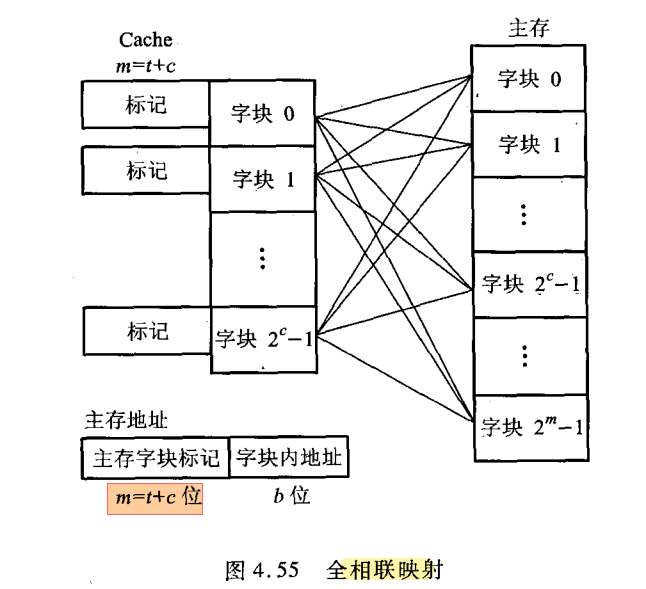 Cache
m=t+c
标记
字块 0
标记
字块 1
⋮
标记
字块 2^c−1
主存
字块 0
字块 1
⋮
字块 2^c−1
⋮
字块 2^m−1
主存地址
主存字块标记 字块内地址
m=t+c 位 b 位
图 4.55 全相联映射